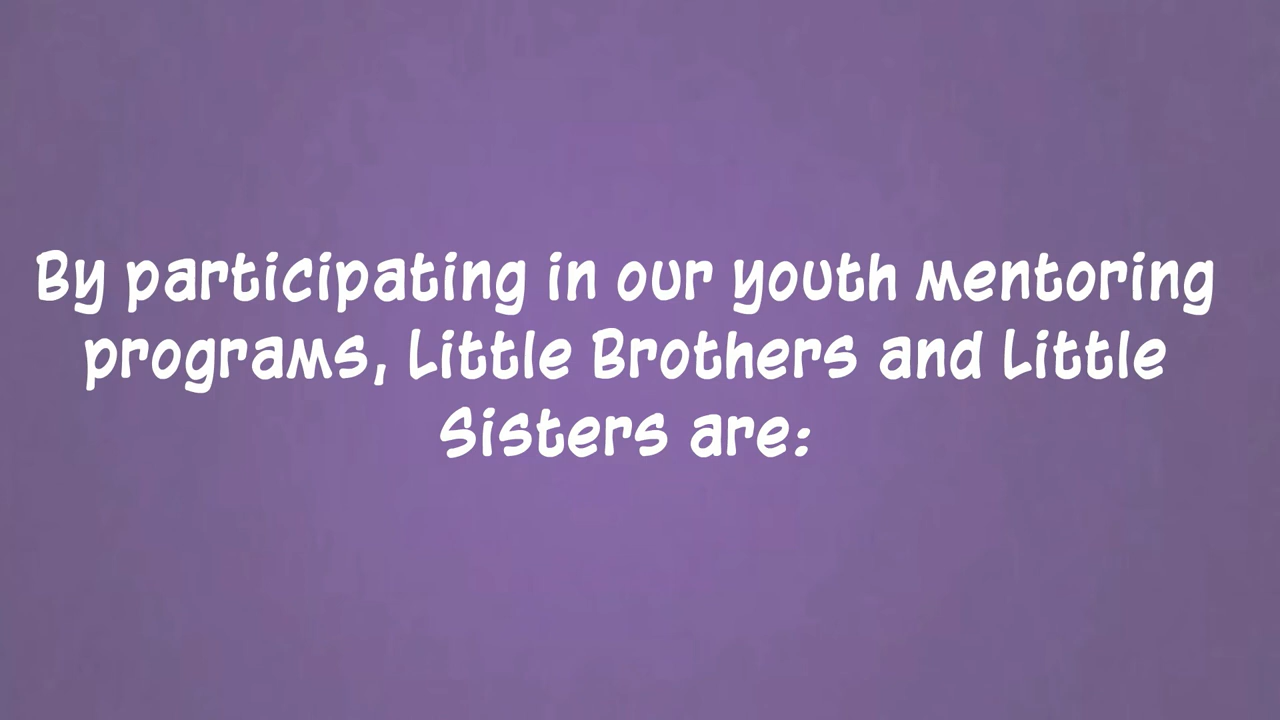 By participating in our youth mentoring
programs, Little Brothers and Little
Sisters are: